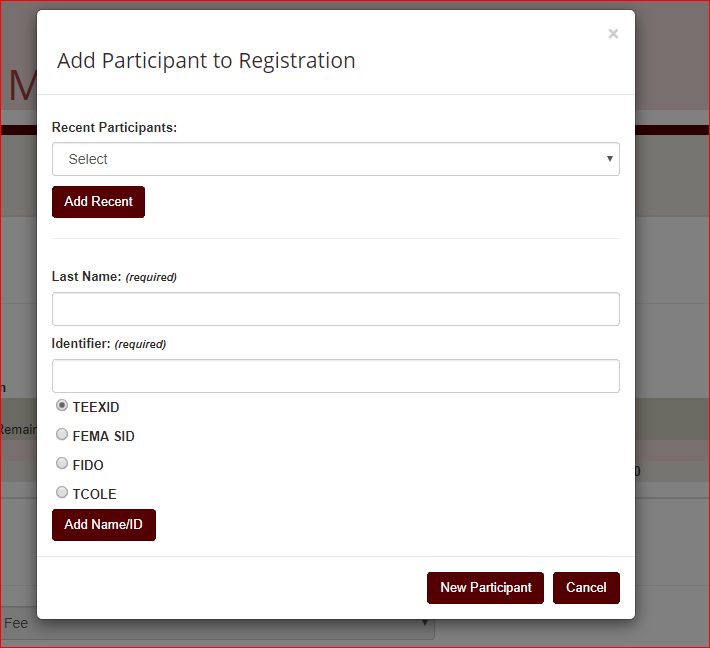 ×
Add Participant to Registration
M
Recent Participants:
Select
Add Recent
Last Name: (required)
Identifier: (required)
TEEXID
FEMA SID
FIDO
TCOLE
Add Name/ID
New Participant
Cancel
Fee